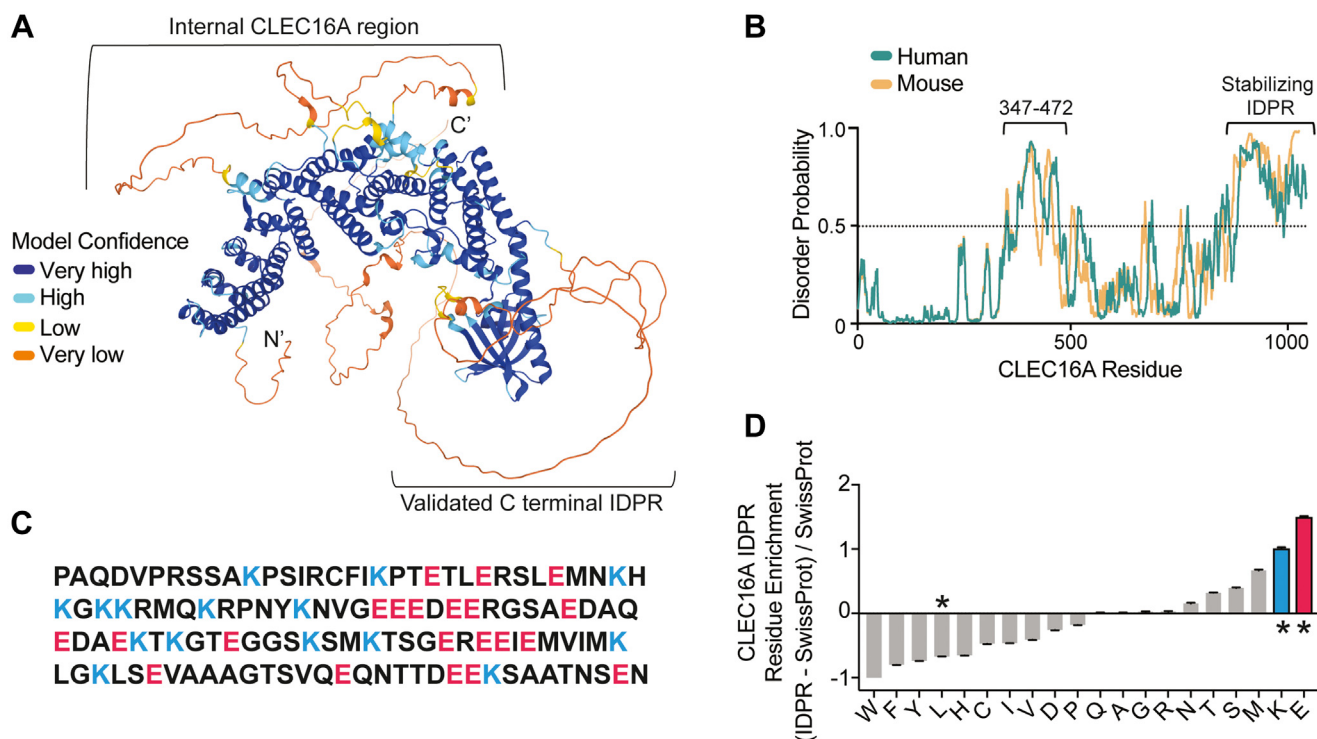 A
Internal CLEC16A region
C'
Model Confidence
Very high
High
Low
Very low
N'
Validated C terminal IDPR
B
Human
Mouse
347-472
Stabilizing
IDPR
Disorder Probability
1.0
0.5
0
0
500
1000
CLEC16A Residue
C
PAQDVPRSSAKPSIRCFIKPTETLERSLEMNKH
KGKKRMQKRPNYKNVGEEEDEERGSAEDAQ
EDAEKTKGTEGGSKSMKTSGEREEIEMVIMK
LGKLSEVAAAGTSVQEQNTTDEEKSAATNSEN
D
CLEC16A IDPR
Residue Enrichment
(IDPR - SwissProt) / SwissProt
2
1
0
-1
*
* *
W F Y L H C I V D P Q A G R N T S M K E